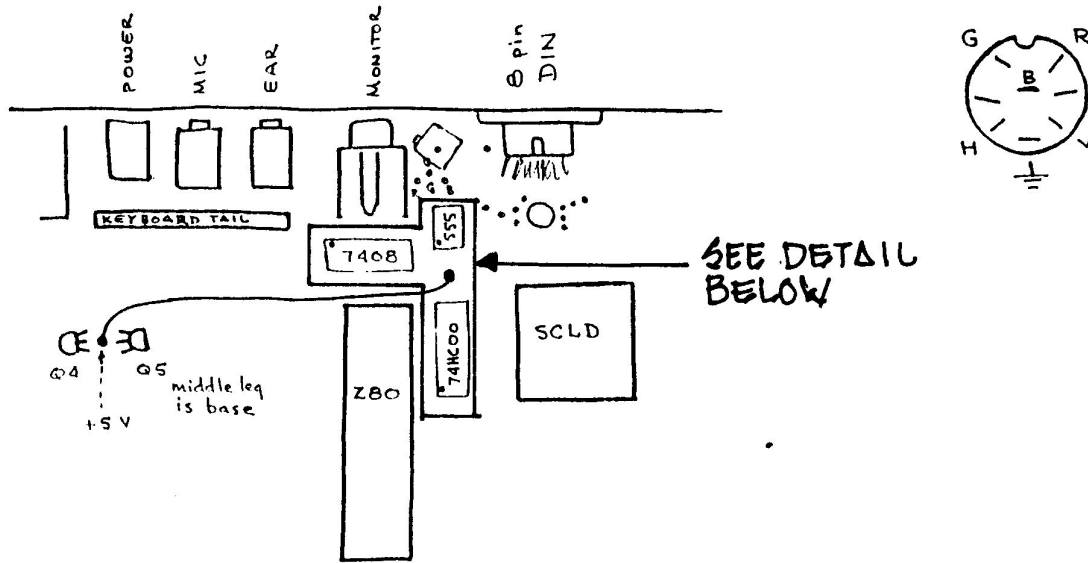 POWER
MIC
EAR
MONITOR
8 pin
DIN
G
R
B
H
V
KEYBOARD TAIL
555
7408
SEE DETAIL
BELOW
74HC00
SCLD
Q4
Q5
middle leg
is base
+5 V
Z80